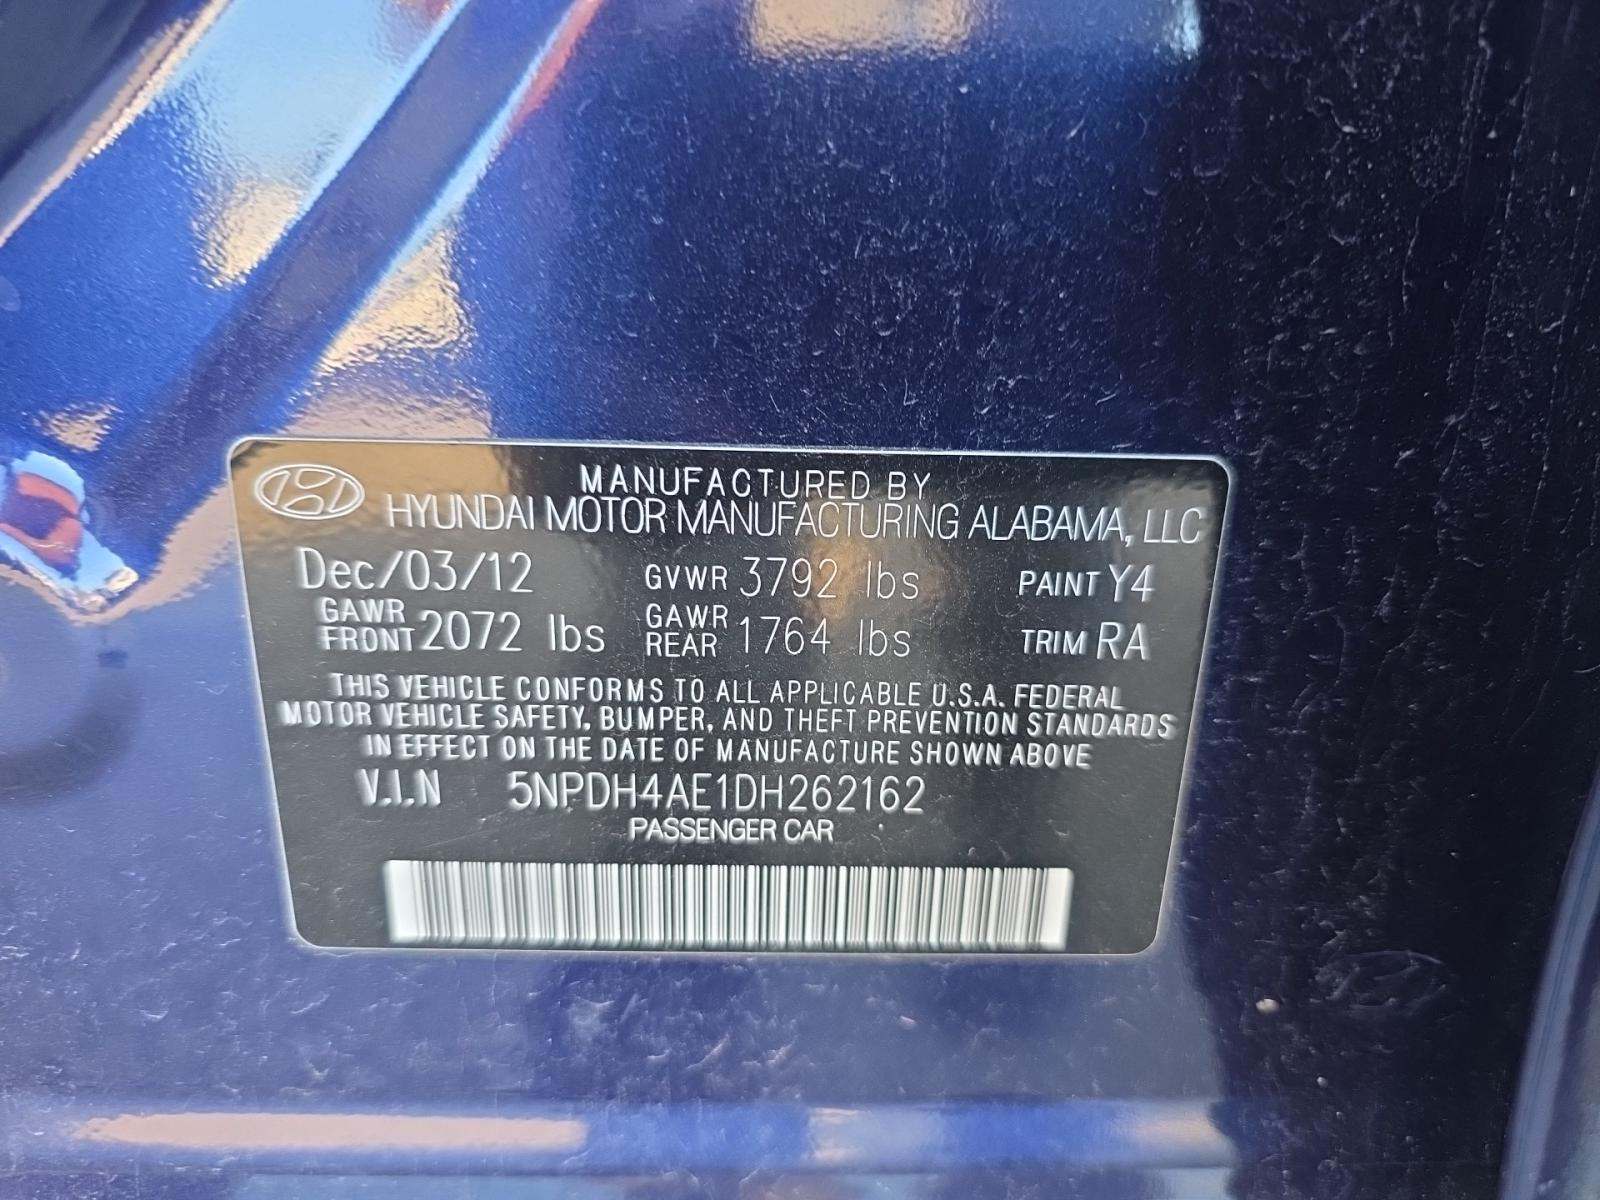 MANUFACTURED BY
HYUNDAI MOTOR MANUFACTURING ALABAMA, LLC
Dec/03/12 GVWR 3792 lbs PAINT Y4
GAWR FRONT 2072 lbs GAWR REAR 1764 lbs TRIM RA
THIS VEHICLE CONFORMS TO ALL APPLICABLE U.S.A. FEDERAL
MOTOR VEHICLE SAFETY, BUMPER, AND THEFT PREVENTION STANDARDS
IN EFFECT ON THE DATE OF MANUFACTURE SHOWN ABOVE
V.I.N 5NPDH4AE1DH262162
PASSENGER CAR